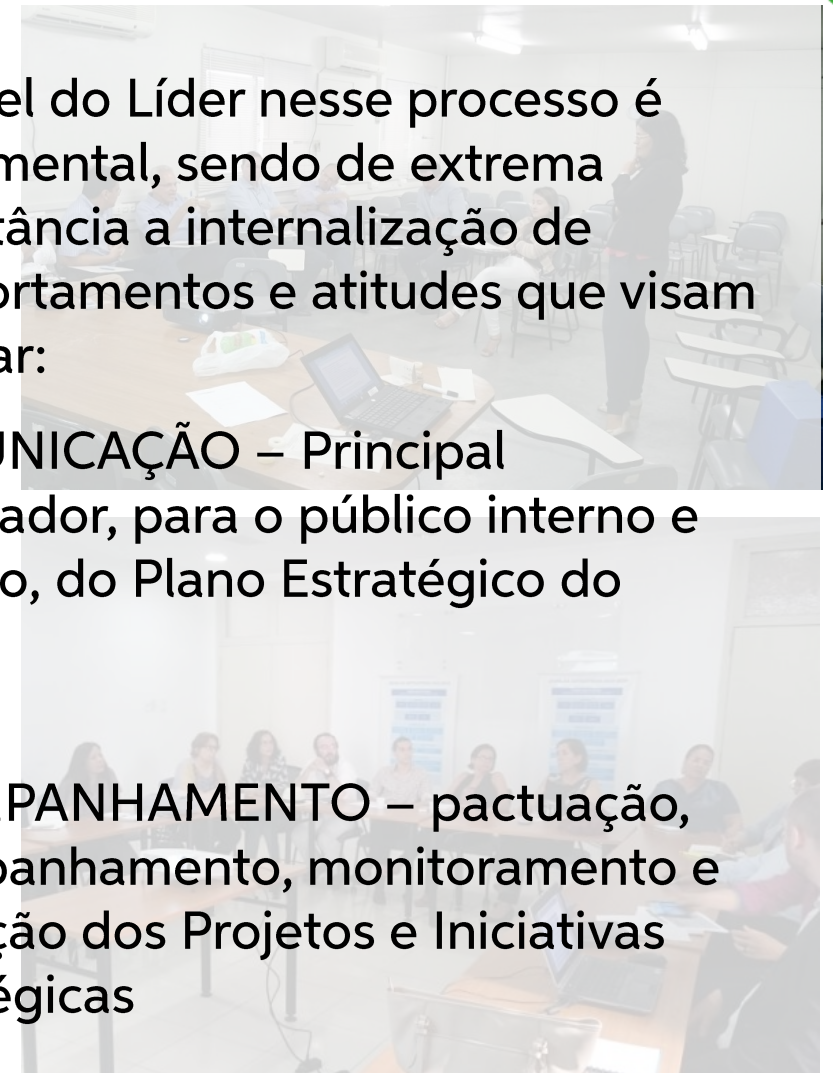 el do Líder nesse processo é
mental, sendo de extrema
tância a internalização de
ortamentos e atitudes que visam
ar:
UNICAÇÃO – Principal
ador, para o público interno e
o, do Plano Estratégico do
PANHAMENTO – pactuação,
panhamento, monitoramento e
ção dos Projetos e Iniciativas
égicas